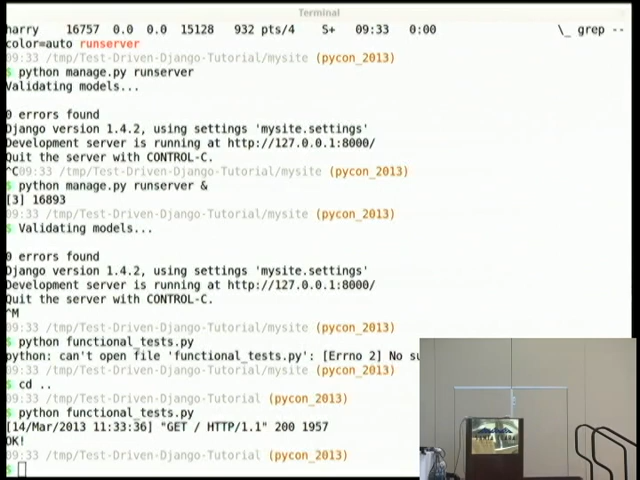 Terminal
harry 16757 0.0 0.0 15128 932 pts/4 S+ 09:33 0:00 \_ grep --
color=auto runserver
09:33 /tmp/Test-Driven-Django-Tutorial/mysite (pycon_2013)
$ python manage.py runserver
Validating models...
0 errors found
Django version 1.4.2, using settings 'mysite.settings'
Development server is running at http://127.0.0.1:8000/
Quit the server with CONTROL-C.
^C09:33 /tmp/Test-Driven-Django-Tutorial/mysite (pycon_2013)
$ python manage.py runserver &
[3] 16893
09:33 /tmp/Test-Driven-Django-Tutorial/mysite (pycon_2013)
$ Validating models...
0 errors found
Django version 1.4.2, using settings 'mysite.settings'
Development server is running at http://127.0.0.1:8000/
Quit the server with CONTROL-C.
^M
09:33 /tmp/Test-Driven-Django-Tutorial/mysite (pycon_2013)
$ python functional_tests.py
python: can't open file 'functional_tests.py': [Errno 2] No su
09:33 /tmp/Test-Driven-Django-Tutorial/mysite (pycon_2013)
$ cd ..
09:33 /tmp/Test-Driven-Django-Tutorial (pycon_2013)
$ python functional_tests.py
[14/Mar/2013 11:33:36] "GET / HTTP/1.1" 200 1957
OK!
09:33 /tmp/Test-Driven-Django-Tutorial (pycon_2013)
$